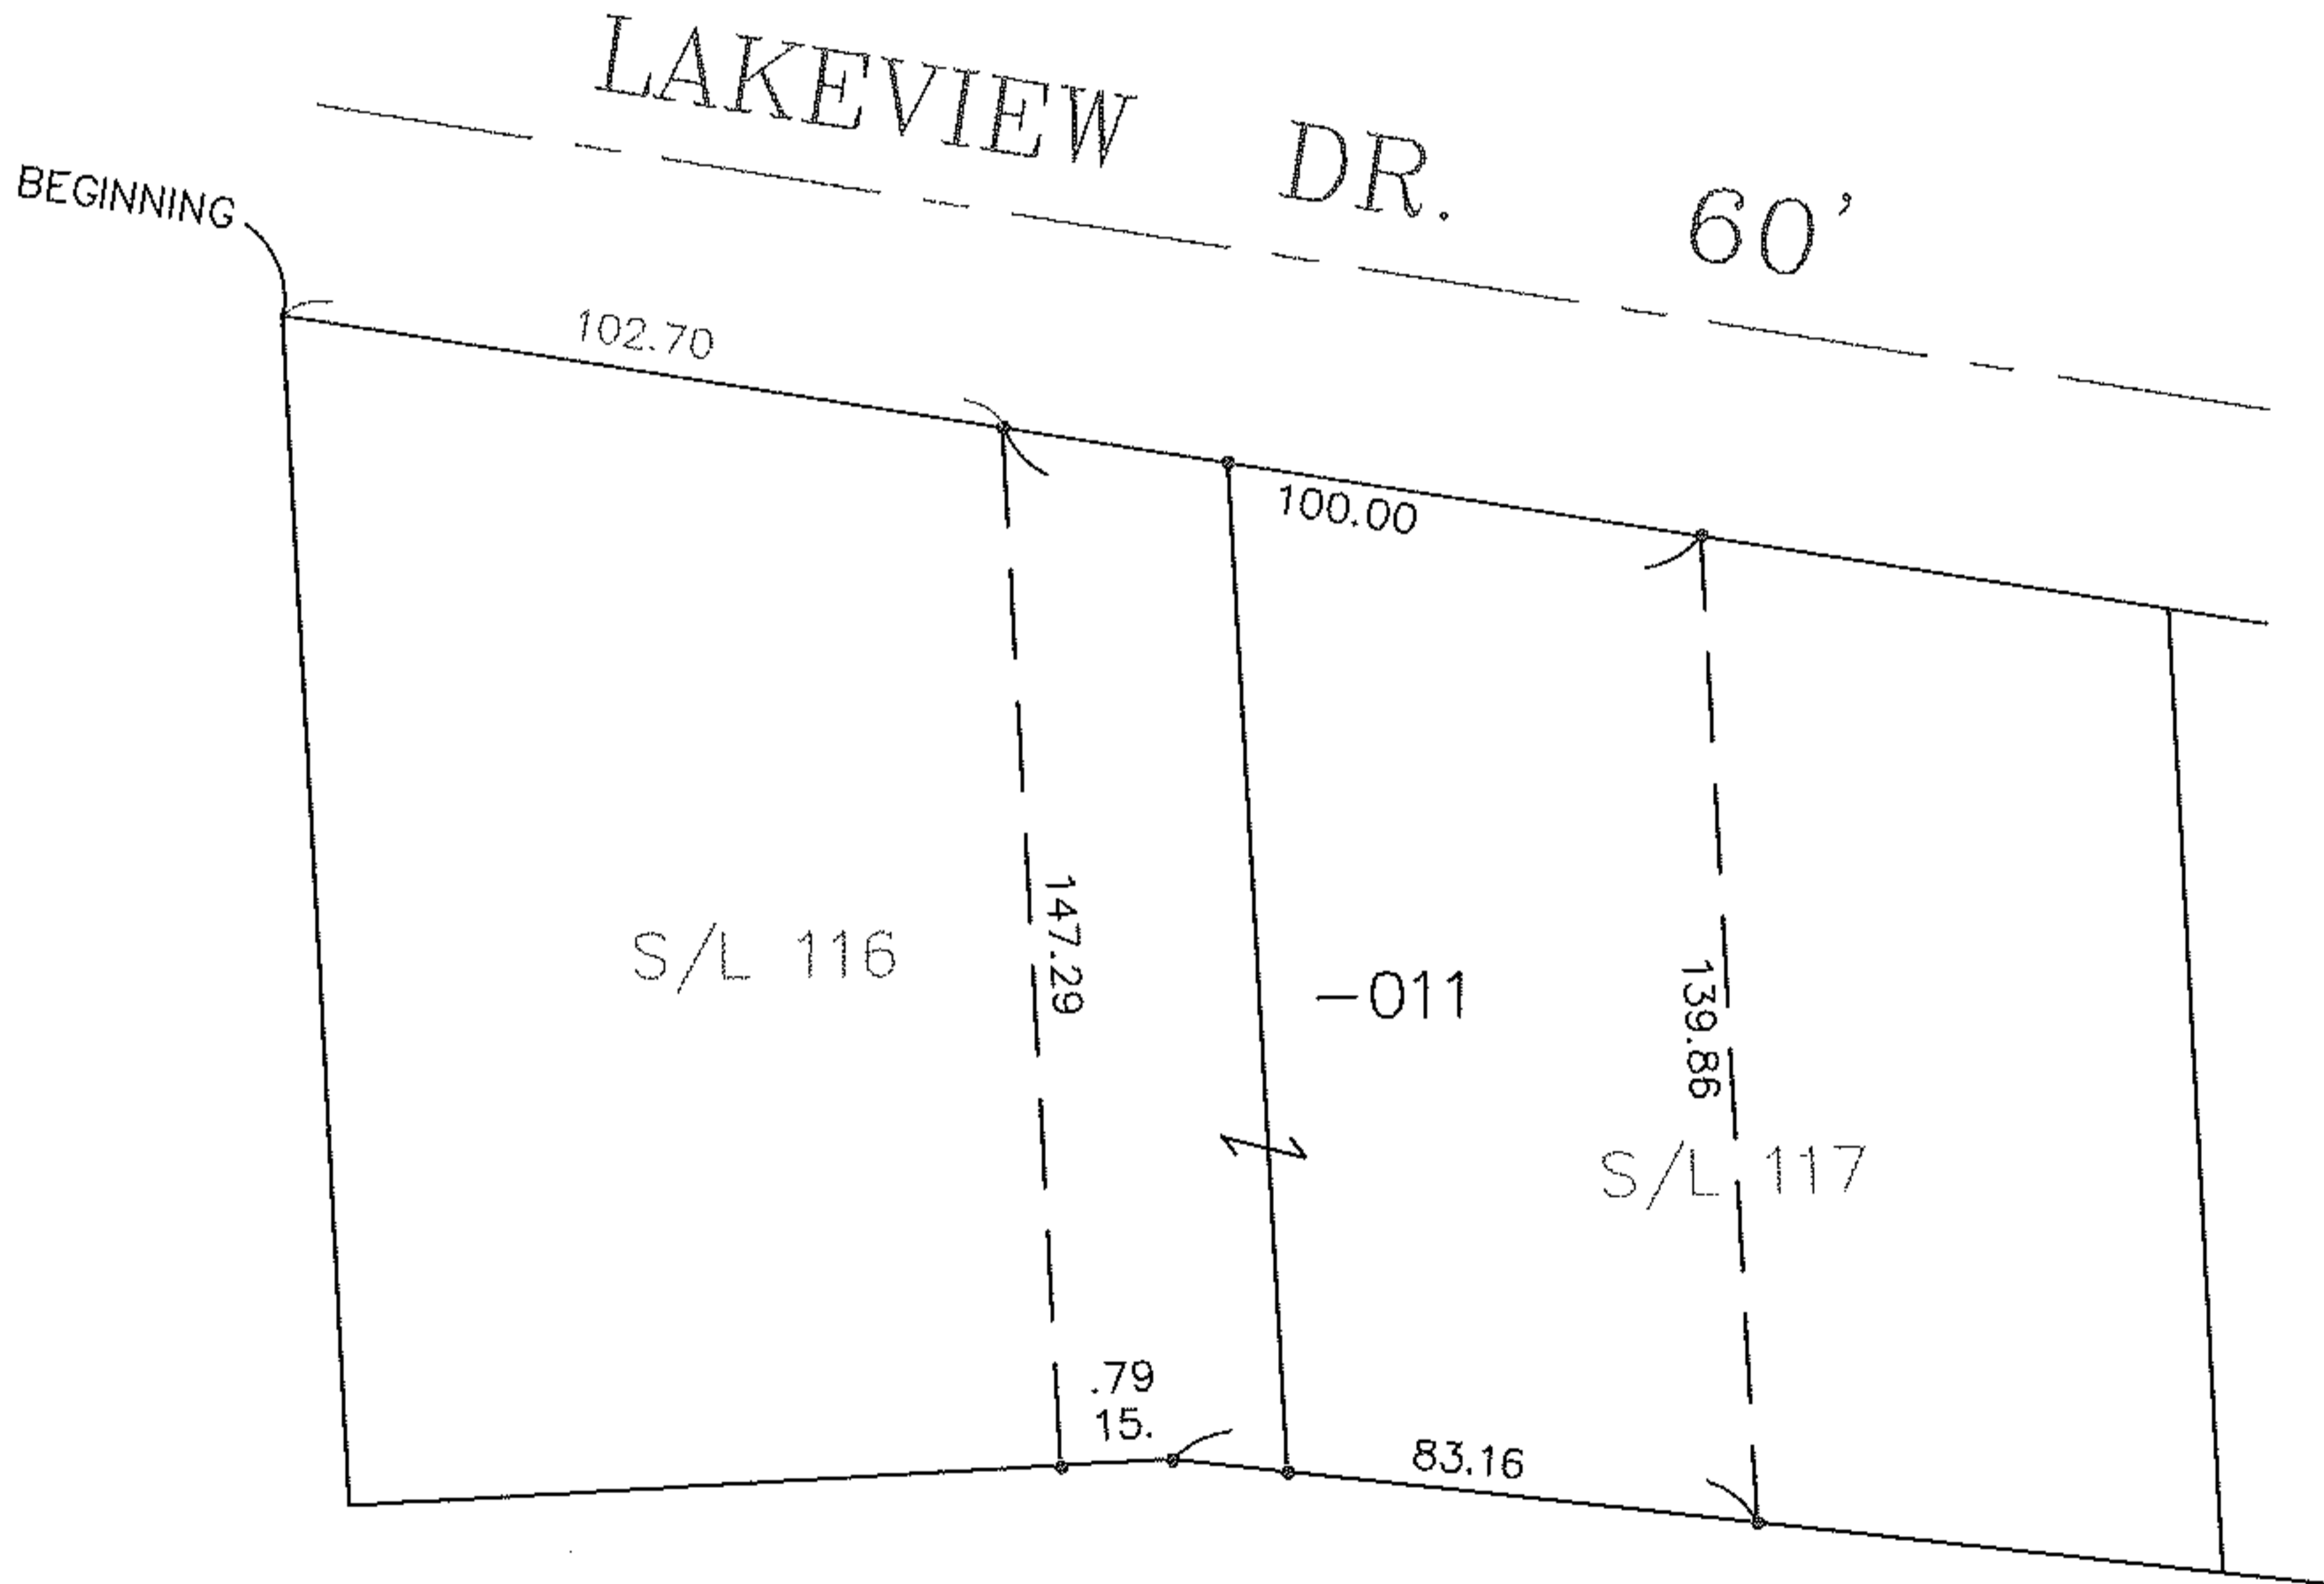 LAKEVIEW DR. 60'
BEGINNING
102.70
100.00
147.29
S/L 116
-011
139.86
S/L 117
.79
15.
83.16